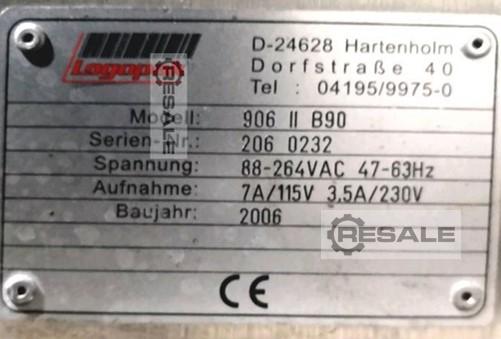 Logopak
D-24628 Hartenholm
Dorfstraße 40
Tel : 04195/9975-0
Modell: 906 II B90
Serien-Nr.: 206 0232
Spannung: 88-264VAC 47-63Hz
Aufnahme: 7A/115V 3,5A/230V
Baujahr: 2006
CE
RESALE
RESALE